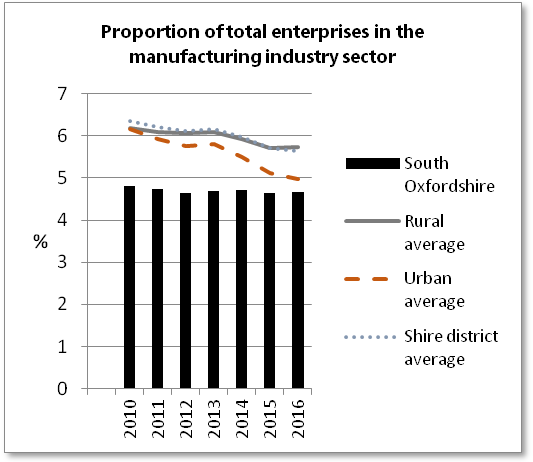 Proportion of total enterprises in the
manufacturing industry sector
7
6
5
4
3
2
1
0
%
2010
2011
2012
2013
2014
2015
2016
South
Oxfordshire
Rural
average
Urban
average
Shire district
average